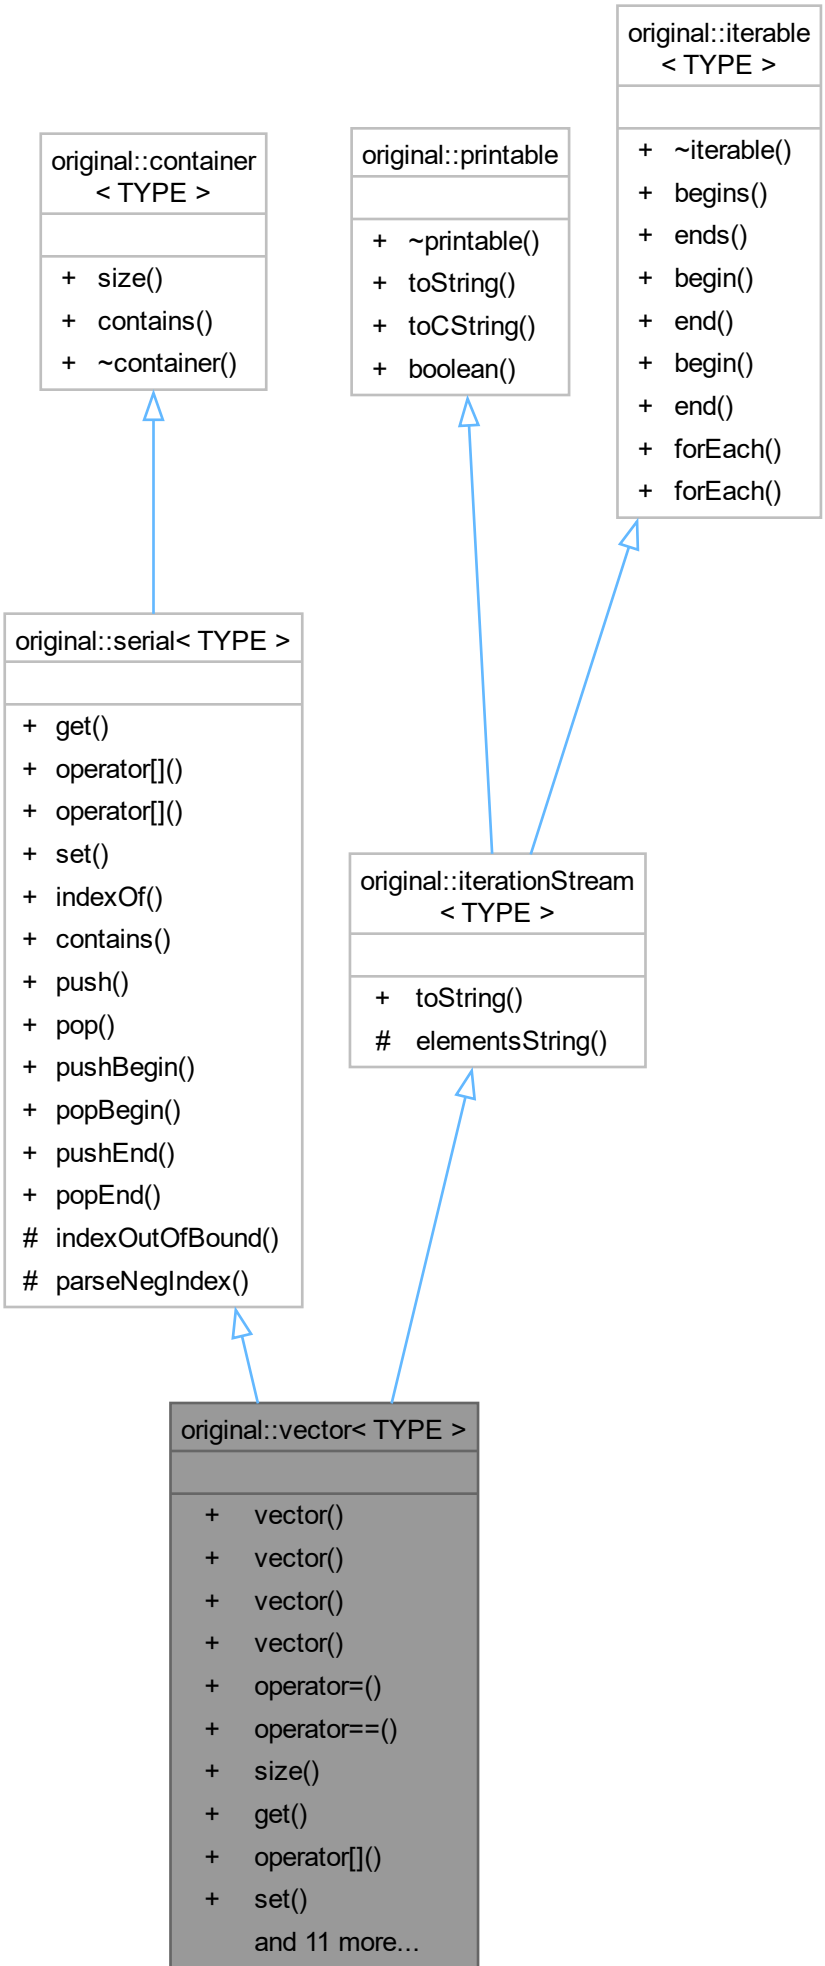 original::iterable
< TYPE >
+ ~iterable()
+ begins()
+ ends()
+ begin()
+ end()
+ begin()
+ end()
+ forEach()
+ forEach()
original::container
< TYPE >
+ size()
+ contains()
+ ~container()
original::printable
+ ~printable()
+ toString()
+ toCString()
+ boolean()
original::serial< TYPE >
+ get()
+ operator[]()
+ operator[]()
+ set()
+ indexOf()
+ contains()
+ push()
+ pop()
+ pushBegin()
+ popBegin()
+ pushEnd()
+ popEnd()
# indexOutOfBound()
# parseNegIndex()
original::iterationStream
< TYPE >
+ toString()
# elementsString()
original::vector< TYPE >
+ vector()
+ vector()
+ vector()
+ vector()
+ operator=()
+ operator==()
+ size()
+ get()
+ operator[]()
+ set()
and 11 more...